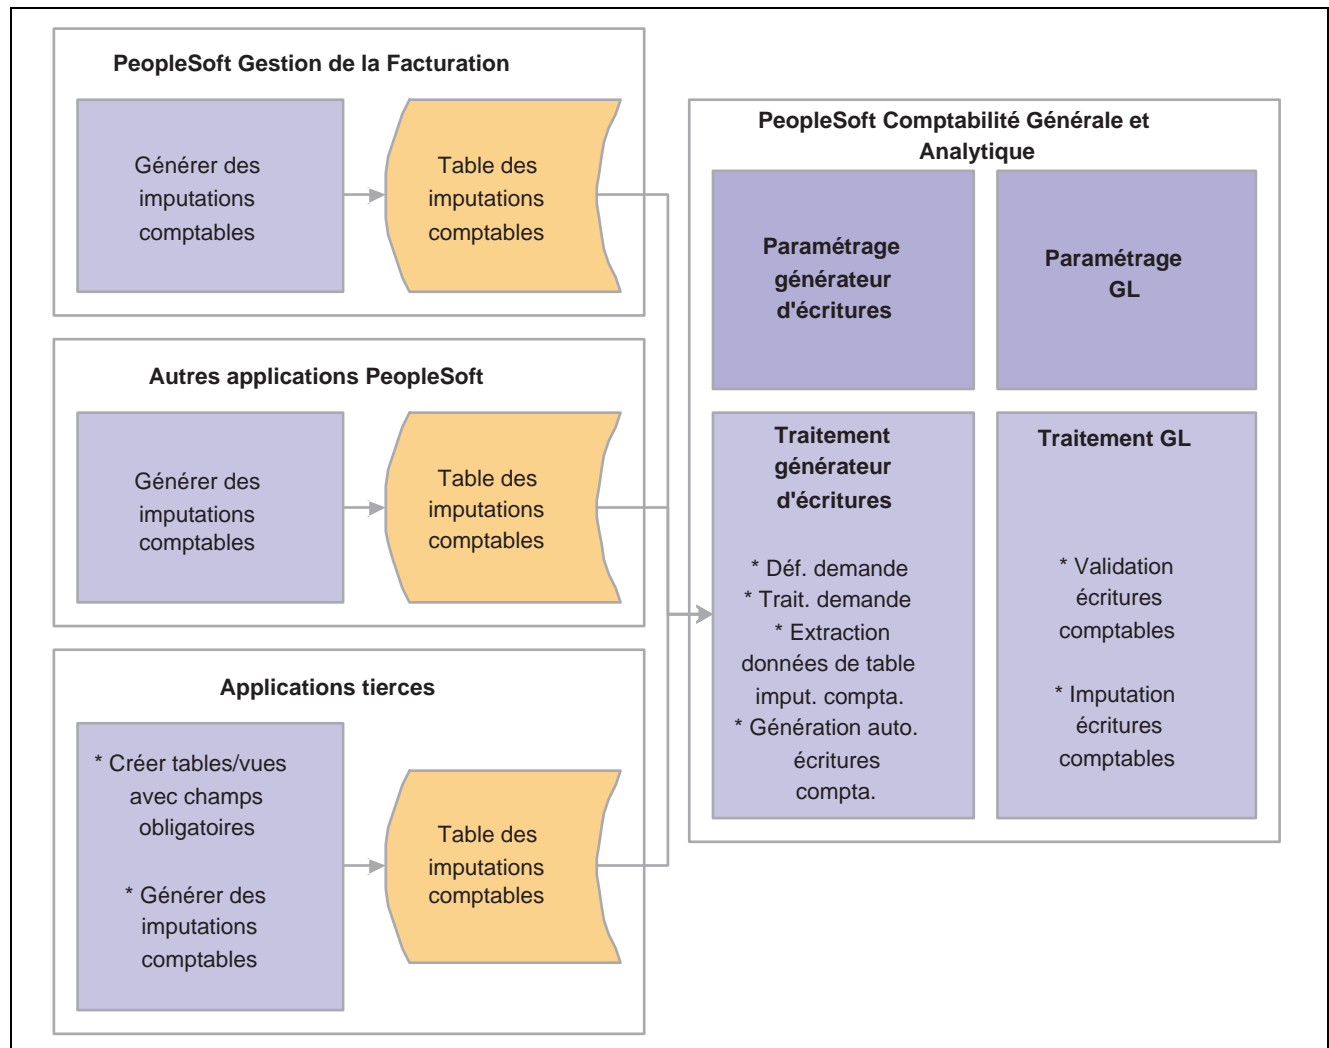 PeopleSoft Gestion de la Facturation
Générer des
imputations
comptables
Table des
imputations
comptables
Autres applications PeopleSoft
Générer des
imputations
comptables
Table des
imputations
comptables
Applications tierces
* Créer tables/vues
avec champs
obligatoires
* Générer des
imputations
comptables
Table des
imputations
comptables
PeopleSoft Comptabilité Générale et
Analytique
Paramétrage
générateur
d'écritures
Paramétrage
GL
Traitement
générateur
d'écritures
* Déf. demande
* Trait. demande
* Extraction
données de table
imput. compta.
* Génération auto.
écritures
compta.
Traitement GL
* Validation
écritures
comptables
* Imputation
écritures
comptables